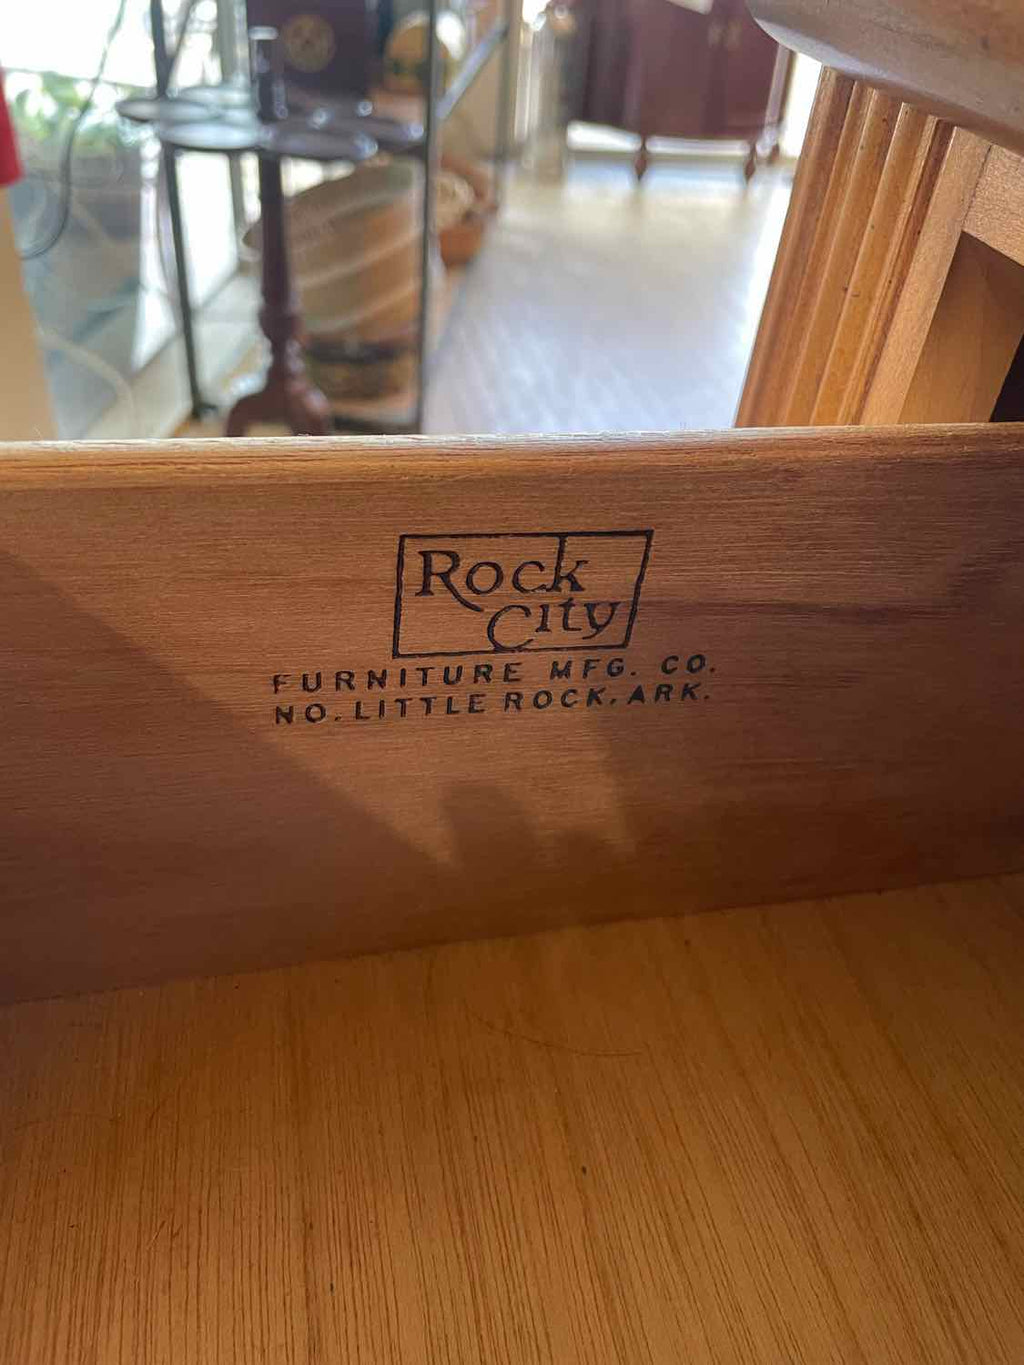 Rock
City
FURNITURE MFG. CO.
NO. LITTLE ROCK, ARK.